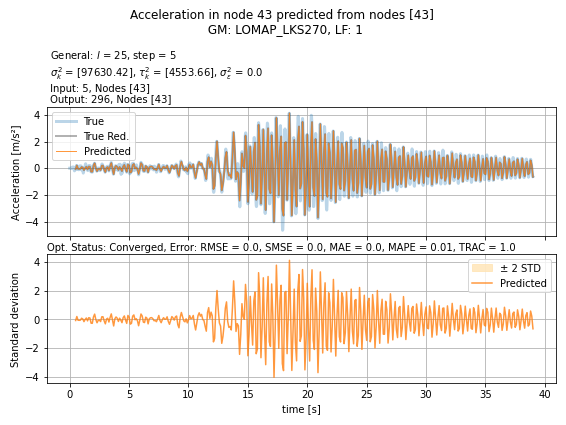 Acceleration in node 43 predicted from nodes [43]
GM: LOMAP_LKS270, LF: 1
General: l = 25, step = 5
σ²ₖ = [97630.42], τ²ₖ = [4553.66], σ²ε = 0.0
Input: 5, Nodes [43]
Output: 296, Nodes [43]
Acceleration [m/s²]
4
2
0
−2
−4
True
True Red.
Predicted
Opt. Status: Converged, Error: RMSE = 0.0, SMSE = 0.0, MAE = 0.0, MAPE = 0.01, TRAC = 1.0
Standard deviation
4
2
0
−2
−4
± 2 STD
Predicted
0 5 10 15 20 25 30 35 40
time [s]